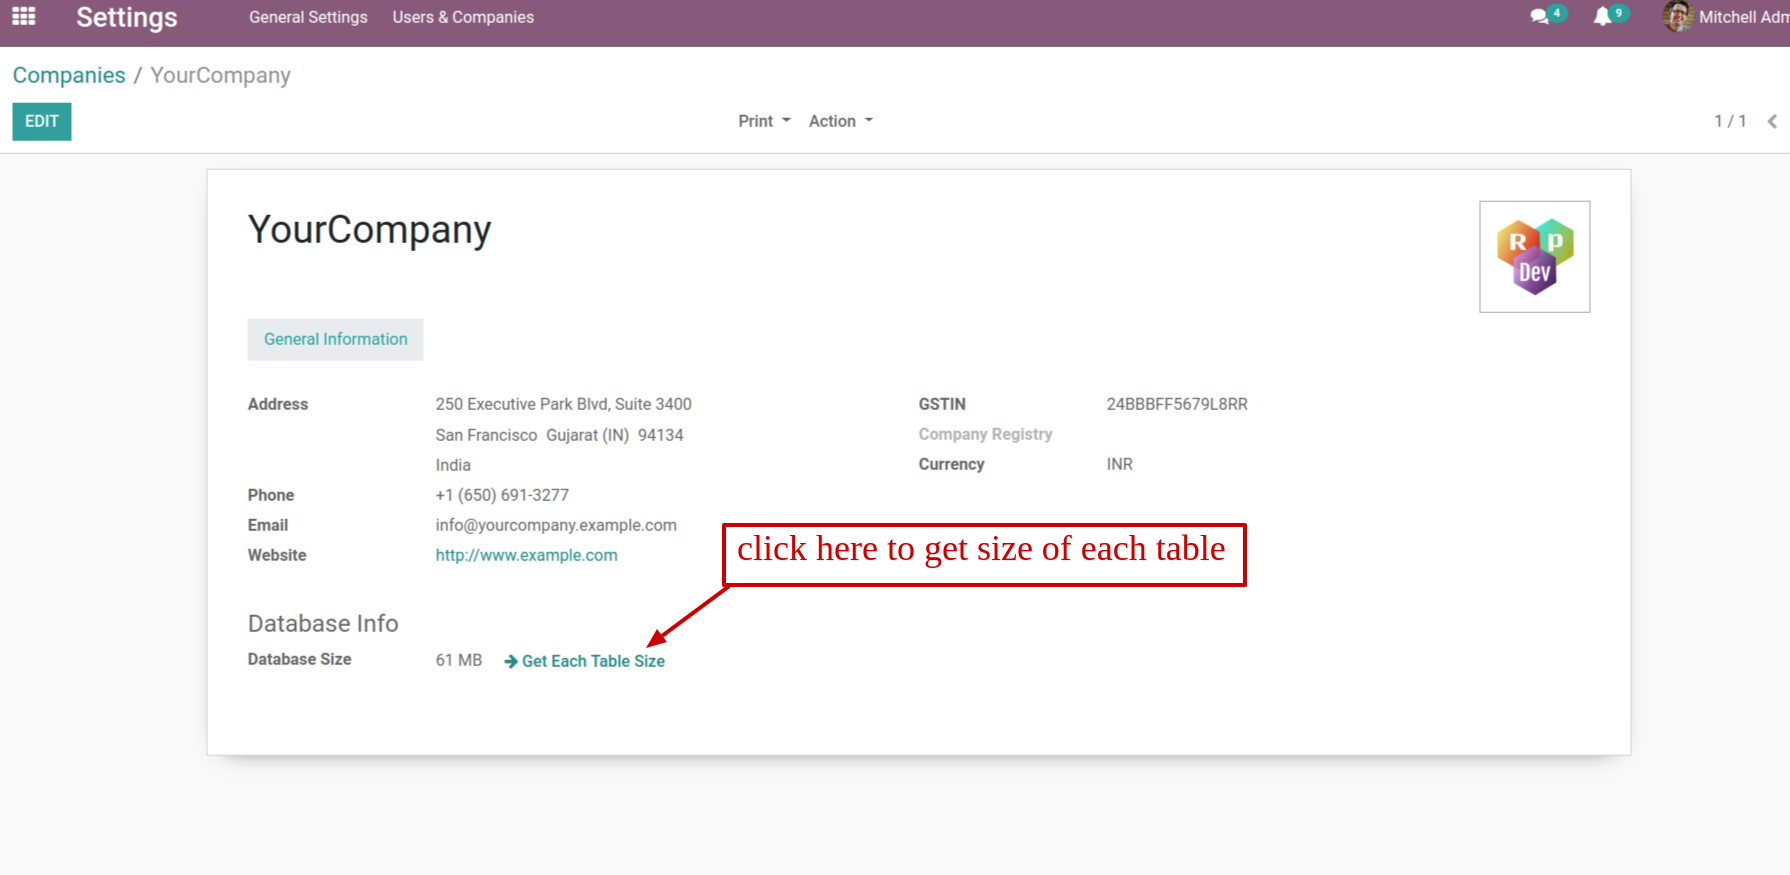 Settings General Settings Users & Companies 4 9 Mitchell Adm
Companies / YourCompany
EDIT Print Action 1 / 1
YourCompany
R p
Dev
General Information
Address 250 Executive Park Blvd, Suite 3400 GSTIN 24BBBFF5679L8RR
San Francisco Gujarat (IN) 94134 Company Registry
India Currency INR
Phone +1 (650) 691-3277
Email info@yourcompany.example.com
Website http://www.example.com
click here to get size of each table
Database Info
Database Size 61 MB Get Each Table Size